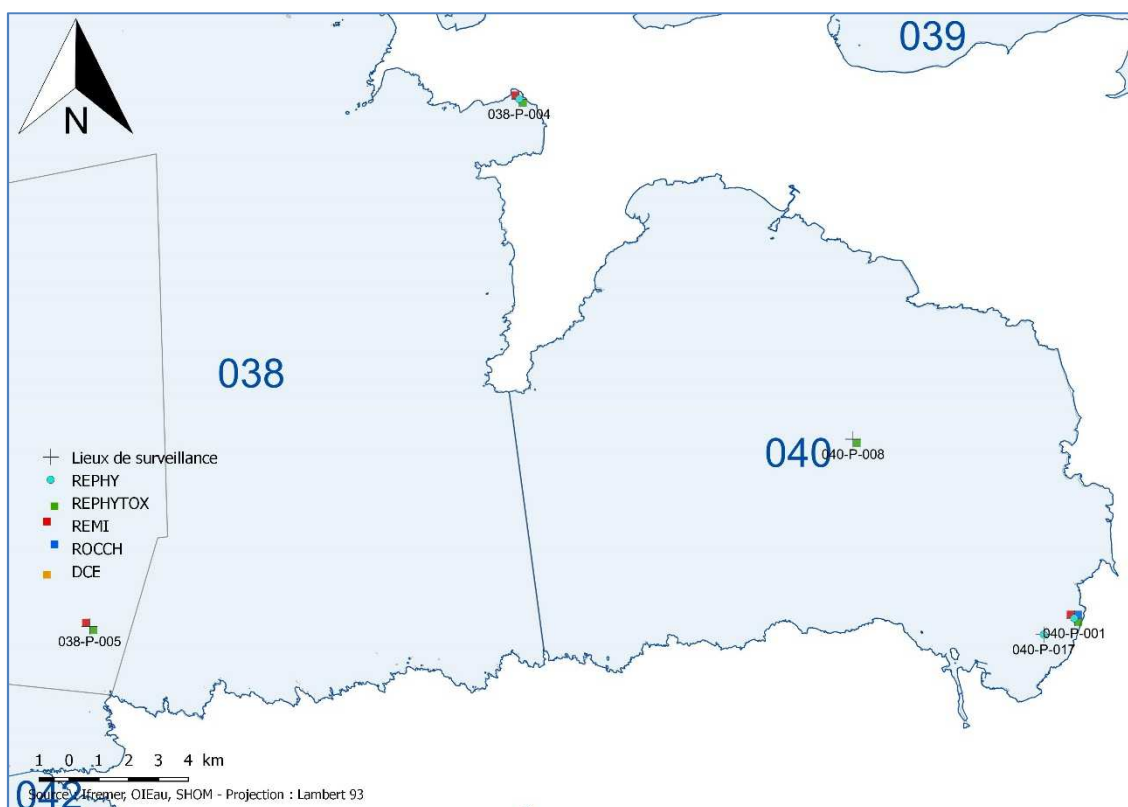 039
N
038-P-004
038
040
040-P-008
Lieux de surveillance
REPHY
REPHYTOX
REMI
ROCCH
DCE
038-P-005
040-P-001
040-P-017
1 0 1 2 3 4 km
042
Source : Ifremer, OIEau, SHOM - Projection : Lambert 93